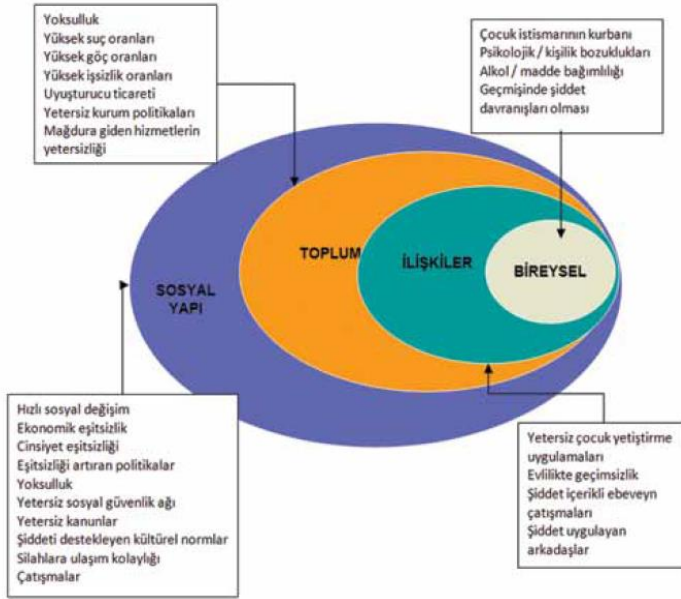 Yoksulluk
Yüksek suç oranları
Yüksek göç oranları
Yüksek işsizlik oranları
Uyuşturucu ticareti
Yetersiz kurum politikaları
Mağdura giden hizmetlerin
yetersizliği
Çocuk istismarının kurbanı
Psikolojik / kişilik bozuklukları
Alkol / madde bağımlılığı
Geçmişinde şiddet
davranışları olması
SOSYAL
YAPI
TOPLUM
İLİŞKİLER
BİREYSEL
Hızlı sosyal değişim
Ekonomik eşitsizlik
Cinsiyet eşitsizliği
Eşitsizliği artıran politikalar
Yoksulluk
Yetersiz sosyal güvenlik ağı
Yetersiz kanunlar
Şiddeti destekleyen kültürel normlar
Silahlara ulaşım kolaylığı
Çatışmalar
Yetersiz çocuk yetiştirme
uygulamaları
Evlilikte geçimsizlik
Şiddet içerikli ebeveyn
çatışmaları
Şiddet uygulayan
arkadaşlar